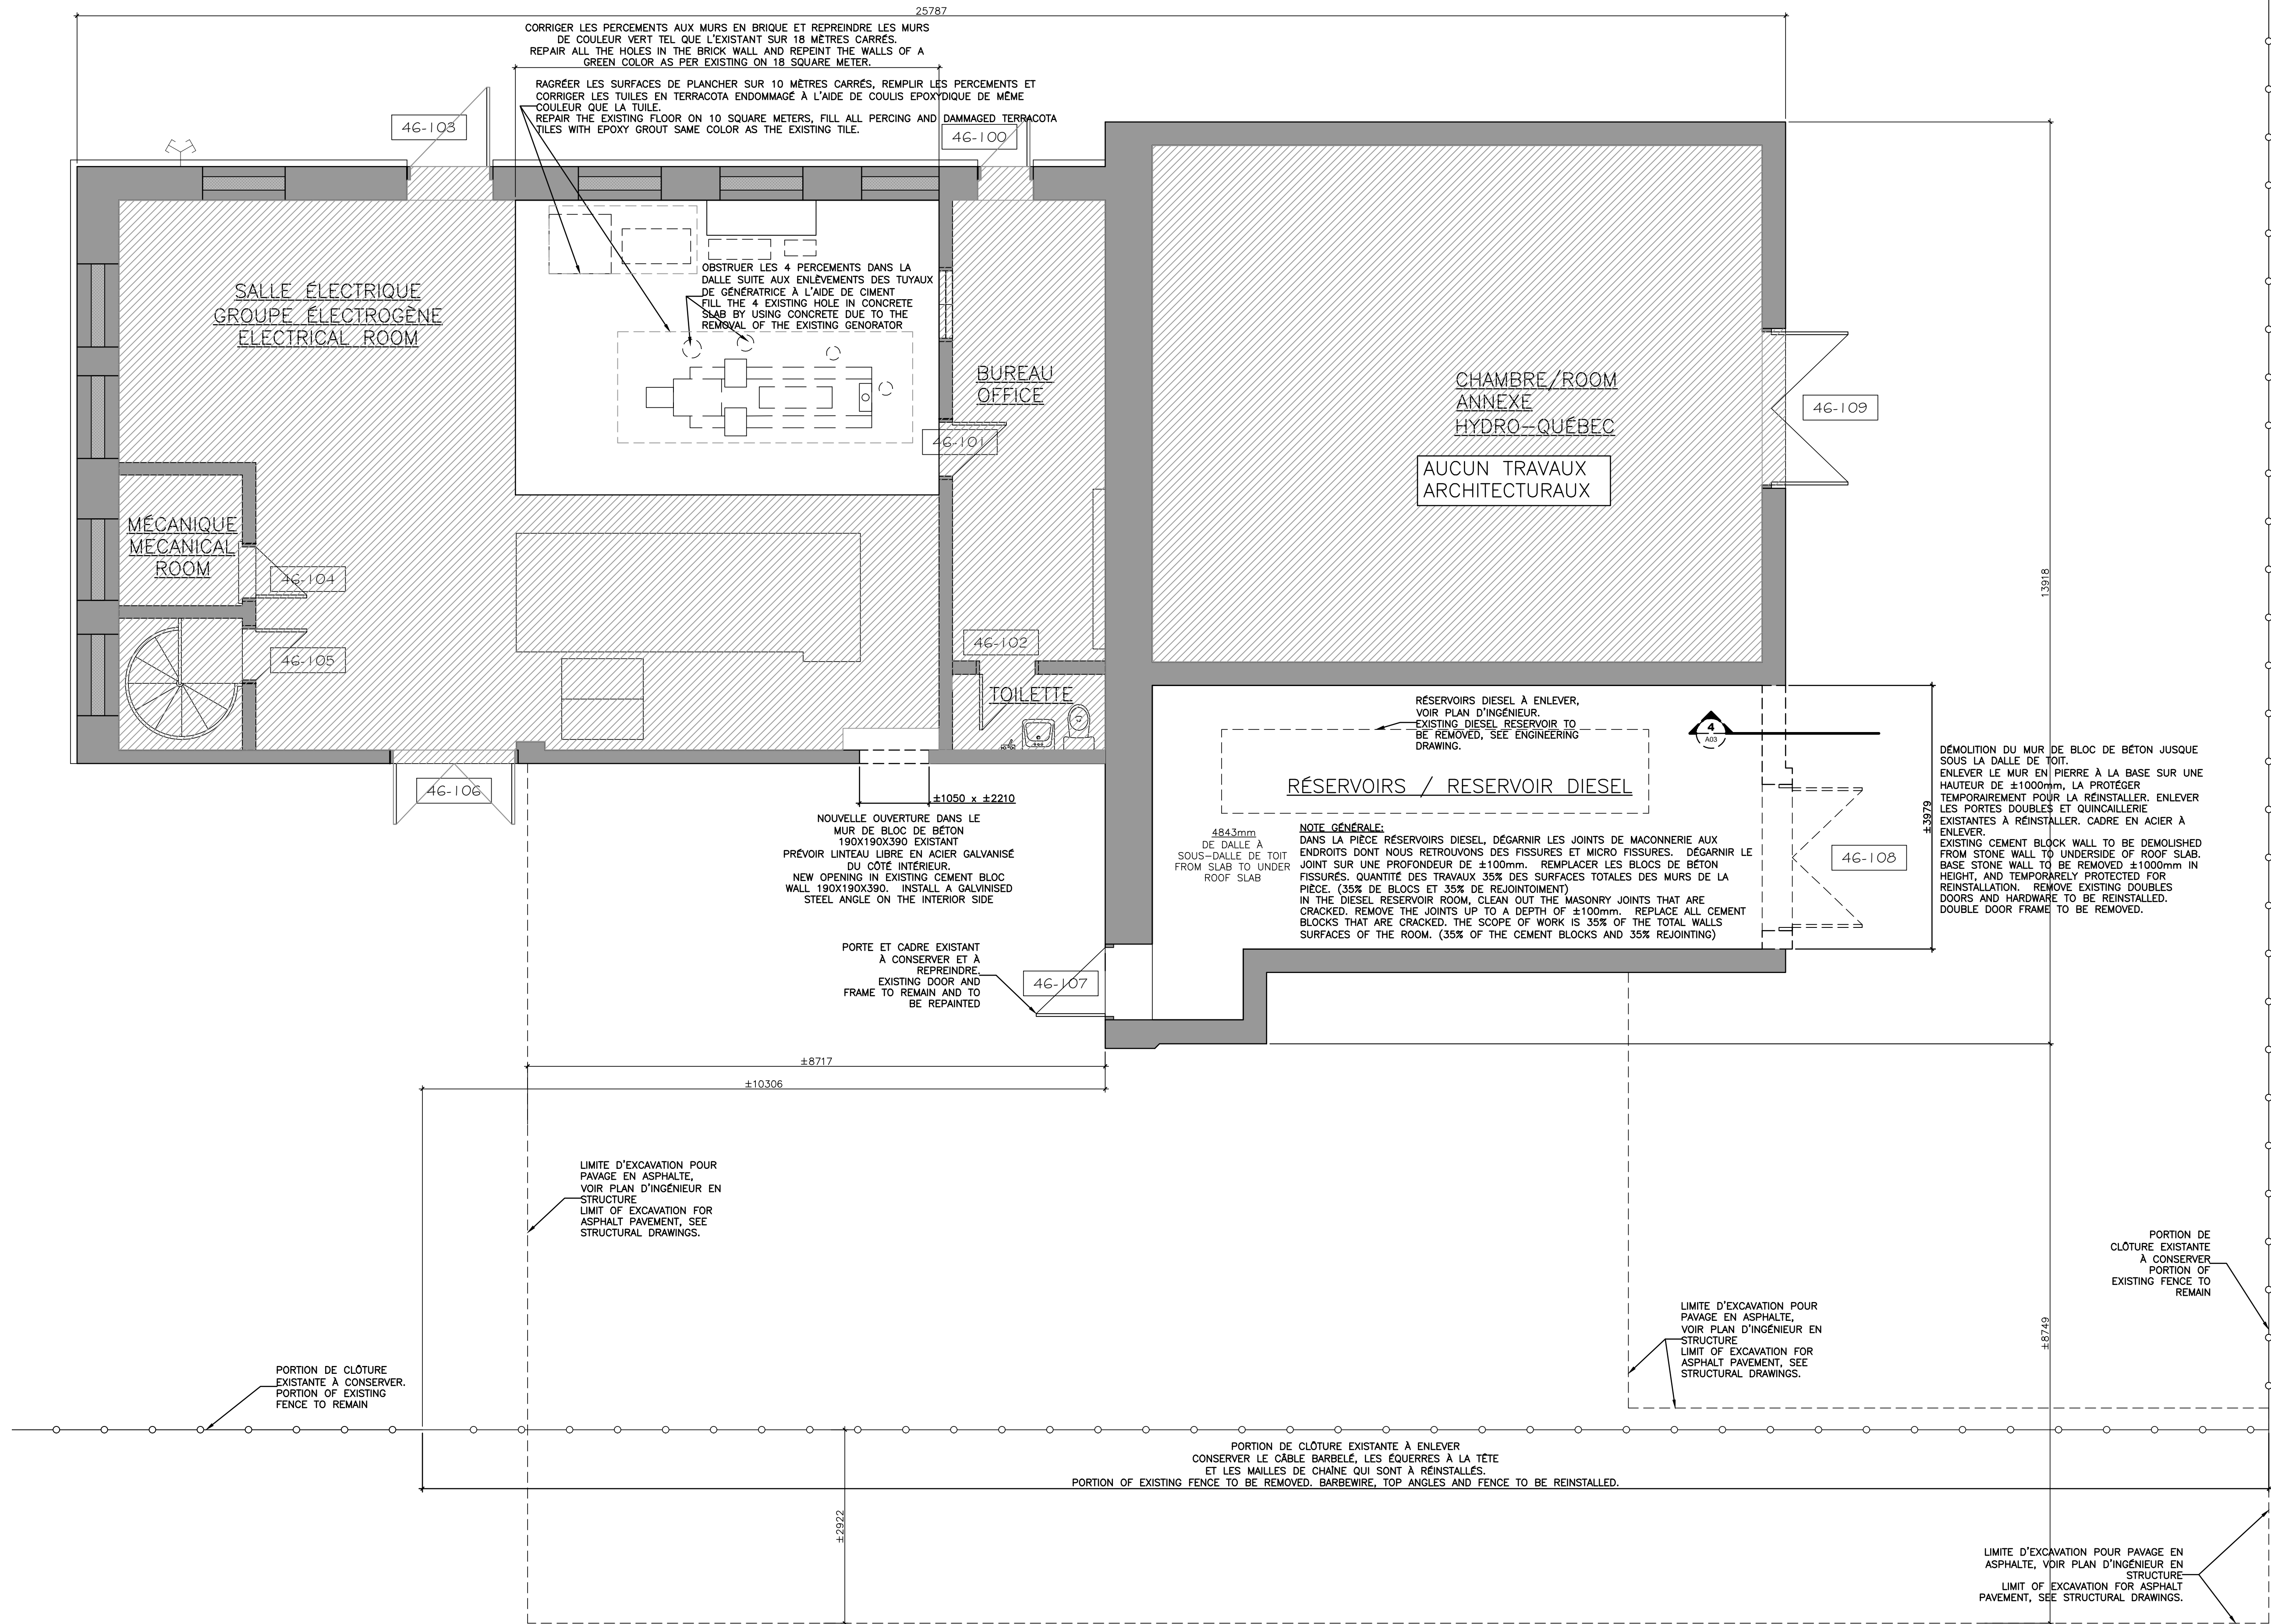 25787
CORRIGER LES PERCEMENTS AUX MURS EN BRIQUE ET REPREINDRE LES MURS
DE COULEUR VERT TEL QUE L'EXISTANT SUR 18 MÈTRES CARRÉS.
REPAIR ALL THE HOLES IN THE BRICK WALL AND REPEINT THE WALLS OF A
GREEN COLOR AS PER EXISTING ON 18 SQUARE METER.
RAGRÉER LES SURFACES DE PLANCHER SUR 10 MÈTRES CARRÉS, REMPLIR LES PERCEMENTS ET
CORRIGER LES TUILES EN TERRACOTA ENDOMMAGÉ À L'AIDE DE COULIS EPOXYDIQUE DE MÊME
COULEUR QUE LA TUILE.
REPAIR THE EXISTING FLOOR ON 10 SQUARE METERS, FILL ALL PERCING AND DAMMAGED TERRACOTA
TILES WITH EPOXY GROUT SAME COLOR AS THE EXISTING TILE.
46-103
46-100
OBSTRUER LES 4 PERCEMENTS DANS LA
DALLE SUITE AUX ENLÈVEMENTS DES TUYAUX
DE GÉNÉRATRICE À L'AIDE DE CIMENT
FILL THE 4 EXISTING HOLE IN CONCRETE
SLAB BY USING CONCRETE DUE TO THE
REMOVAL OF THE EXISTING GENORATOR
SALLE ÉLECTRIQUE
GROUPE ÉLECTROGÈNE
ELECTRICAL ROOM
BUREAU
OFFICE
46-101
CHAMBRE/ROOM
ANNEXE
HYDRO-QUÉBEC
AUCUN TRAVAUX
ARCHITECTURAUX
46-109
MÉCANIQUE
MECANICAL
ROOM
46-104
46-105
46-102
TOILETTE
46-106
13918
RÉSERVOIRS DIESEL À ENLEVER,
VOIR PLAN D'INGÉNIEUR.
EXISTING DIESEL RESERVOIR TO
BE REMOVED, SEE ENGINEERING
DRAWING.
4
A03
RÉSERVOIRS / RESERVOIR DIESEL
±3979
DÉMOLITION DU MUR DE BLOC DE BÉTON JUSQUE
SOUS LA DALLE DE TOIT.
ENLEVER LE MUR EN PIERRE À LA BASE SUR UNE
HAUTEUR DE ±1000mm, LA PROTÉGER
TEMPORAIREMENT POUR LA RÉINSTALLER. ENLEVER
LES PORTES DOUBLES ET QUINCAILLERIE
EXISTANTES À RÉINSTALLER. CADRE EN ACIER À
ENLEVER.
EXISTING CEMENT BLOCK WALL TO BE DEMOLISHED
FROM STONE WALL TO UNDERSIDE OF ROOF SLAB.
BASE STONE WALL TO BE REMOVED ±1000mm IN
HEIGHT, AND TEMPORARELY PROTECTED FOR
REINSTALLATION. REMOVE EXISTING DOUBLES
DOORS AND HARDWARE TO BE REINSTALLED.
DOUBLE DOOR FRAME TO BE REMOVED.
46-108
±1050 x ±2210
NOUVELLE OUVERTURE DANS LE
MUR DE BLOC DE BÉTON
190X190X390 EXISTANT
PRÉVOIR LINTEAU LIBRE EN ACIER GALVANISÉ
DU CÔTÉ INTÉRIEUR.
NEW OPENING IN EXISTING CEMENT BLOC
WALL 190X190X390. INSTALL A GALVINISED
STEEL ANGLE ON THE INTERIOR SIDE
4843mm
DE DALLE À
SOUS-DALLE DE TOIT
FROM SLAB TO UNDER
ROOF SLAB
NOTE GÉNÉRALE:
DANS LA PIÈCE RÉSERVOIRS DIESEL, DÉGARNIR LES JOINTS DE MACONNERIE AUX
ENDROITS DONT NOUS RETROUVONS DES FISSURES ET MICRO FISSURES. DÉGARNIR LE
JOINT SUR UNE PROFONDEUR DE ±100mm. REMPLACER LES BLOCS DE BÉTON
FISSURÉS. QUANTITÉ DES TRAVAUX 35% DES SURFACES TOTALES DES MURS DE LA
PIÈCE. (35% DE BLOCS ET 35% DE REJOINTOIMENT)
IN THE DIESEL RESERVOIR ROOM, CLEAN OUT THE MASONRY JOINTS THAT ARE
CRACKED. REMOVE THE JOINTS UP TO A DEPTH OF ±100mm. REPLACE ALL CEMENT
BLOCKS THAT ARE CRACKED. THE SCOPE OF WORK IS 35% OF THE TOTAL WALLS
SURFACES OF THE ROOM. (35% OF THE CEMENT BLOCKS AND 35% REJOINTING)
PORTE ET CADRE EXISTANT
À CONSERVER ET À
REPREINDRE.
EXISTING DOOR AND
FRAME TO REMAIN AND TO
BE REPAINTED
46-107
±8717
±10306
LIMITE D'EXCAVATION POUR
PAVAGE EN ASPHALTE,
VOIR PLAN D'INGÉNIEUR EN
STRUCTURE
LIMIT OF EXCAVATION FOR
ASPHALT PAVEMENT, SEE
STRUCTURAL DRAWINGS.
PORTION DE
CLÔTURE EXISTANTE
À CONSERVER
PORTION OF
EXISTING FENCE TO
REMAIN
LIMITE D'EXCAVATION POUR
PAVAGE EN ASPHALTE,
VOIR PLAN D'INGÉNIEUR EN
STRUCTURE
LIMIT OF EXCAVATION FOR
ASPHALT PAVEMENT, SEE
STRUCTURAL DRAWINGS.
±8749
PORTION DE CLÔTURE
EXISTANTE À CONSERVER.
PORTION OF EXISTING
FENCE TO REMAIN
PORTION DE CLÔTURE EXISTANTE À ENLEVER
CONSERVER LE CÂBLE BARBELÉ, LES ÉQUERRES À LA TÊTE
ET LES MAILLES DE CHAÎNE QUI SONT À RÉINSTALLÉS.
PORTION OF EXISTING FENCE TO BE REMOVED. BARBEWIRE, TOP ANGLES AND FENCE TO BE REINSTALLED.
±2922
LIMITE D'EXCAVATION POUR PAVAGE EN
ASPHALTE, VOIR PLAN D'INGÉNIEUR EN
STRUCTURE
LIMIT OF EXCAVATION FOR ASPHALT
PAVEMENT, SEE STRUCTURAL DRAWINGS.